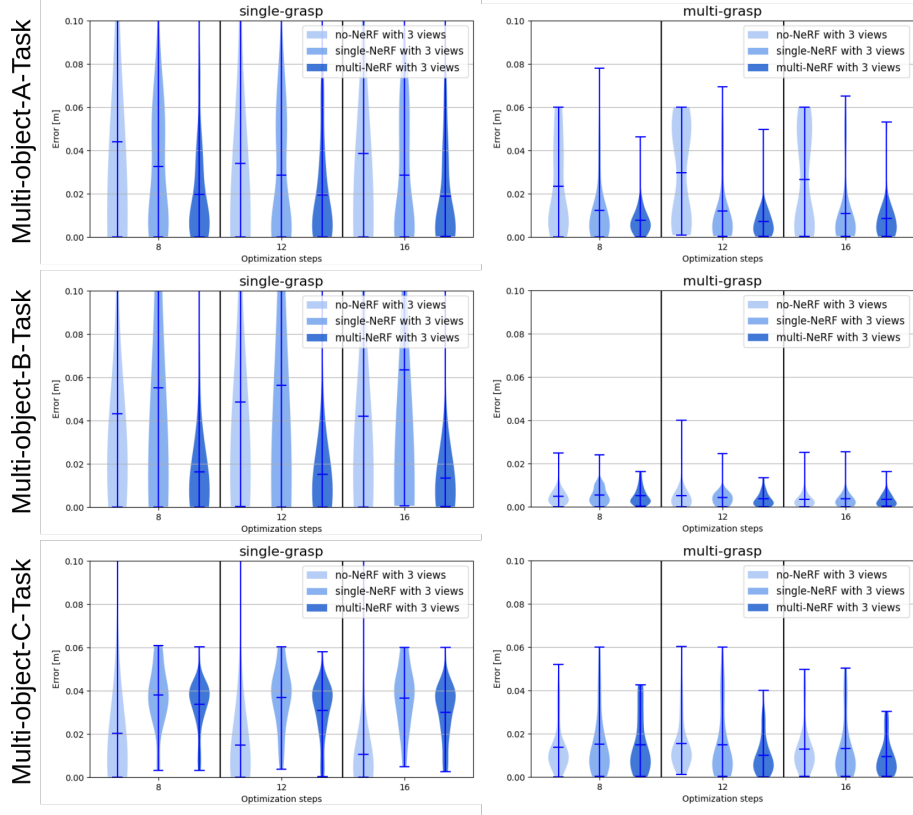 Multi-object-A-Task
single-grasp
Error [m]
0.10
0.08
0.06
0.04
0.02
0.00
no-NeRF with 3 views
single-NeRF with 3 views
multi-NeRF with 3 views
8 12 16
Optimization steps
multi-grasp
Error [m]
0.10
0.08
0.06
0.04
0.02
0.00
no-NeRF with 3 views
single-NeRF with 3 views
multi-NeRF with 3 views
8 12 16
Optimization steps
Multi-object-B-Task
single-grasp
Error [m]
0.10
0.08
0.06
0.04
0.02
0.00
no-NeRF with 3 views
single-NeRF with 3 views
multi-NeRF with 3 views
8 12 16
Optimization steps
multi-grasp
Error [m]
0.10
0.08
0.06
0.04
0.02
0.00
no-NeRF with 3 views
single-NeRF with 3 views
multi-NeRF with 3 views
8 12 16
Optimization steps
Multi-object-C-Task
single-grasp
Error [m]
0.10
0.08
0.06
0.04
0.02
0.00
no-NeRF with 3 views
single-NeRF with 3 views
multi-NeRF with 3 views
8 12 16
Optimization steps
multi-grasp
Error [m]
0.10
0.08
0.06
0.04
0.02
0.00
no-NeRF with 3 views
single-NeRF with 3 views
multi-NeRF with 3 views
8 12 16
Optimization steps